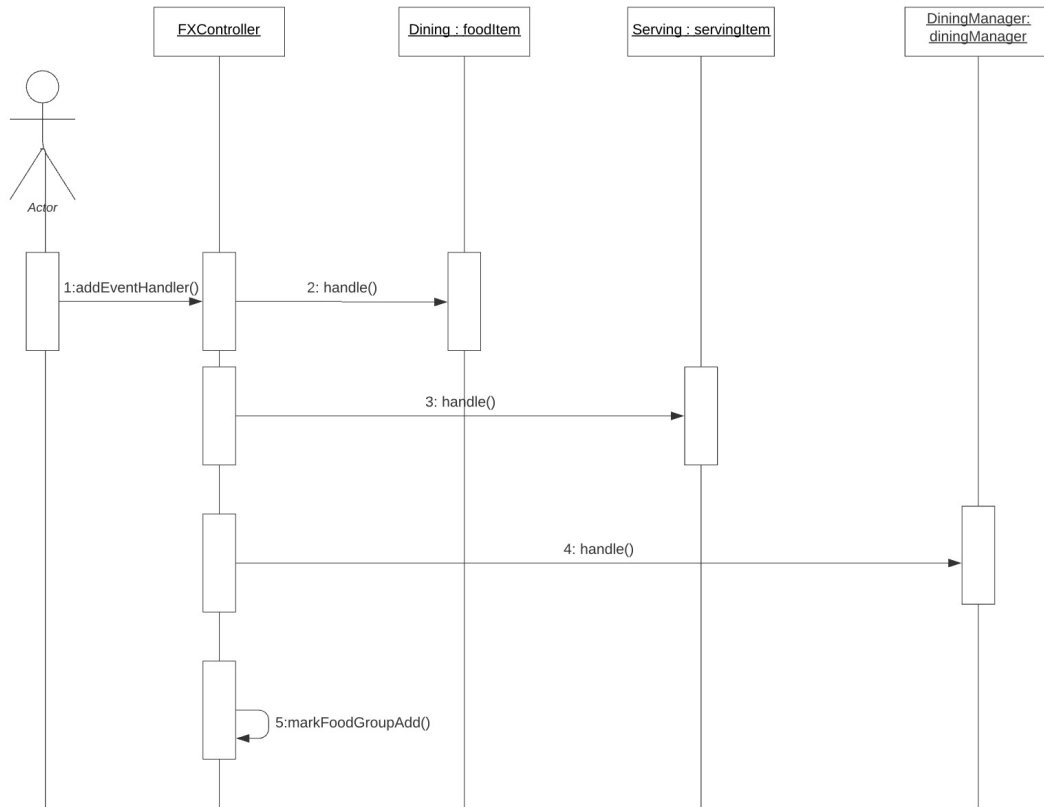 FXController
Dining : foodItem
Serving : servingItem
DiningManager:
diningManager
Actor
1:addEventHandler()
2: handle()
3: handle()
4: handle()
5:markFoodGroupAdd()